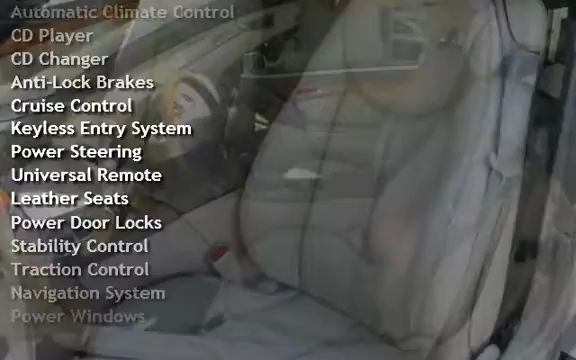 Automatic Climate Control
CD Player
CD Changer
Anti-Lock Brakes
Cruise Control
Keyless Entry System
Power Steering
Universal Remote
Leather Seats
Power Door Locks
Stability Control
Traction Control
Navigation System
Power Windows